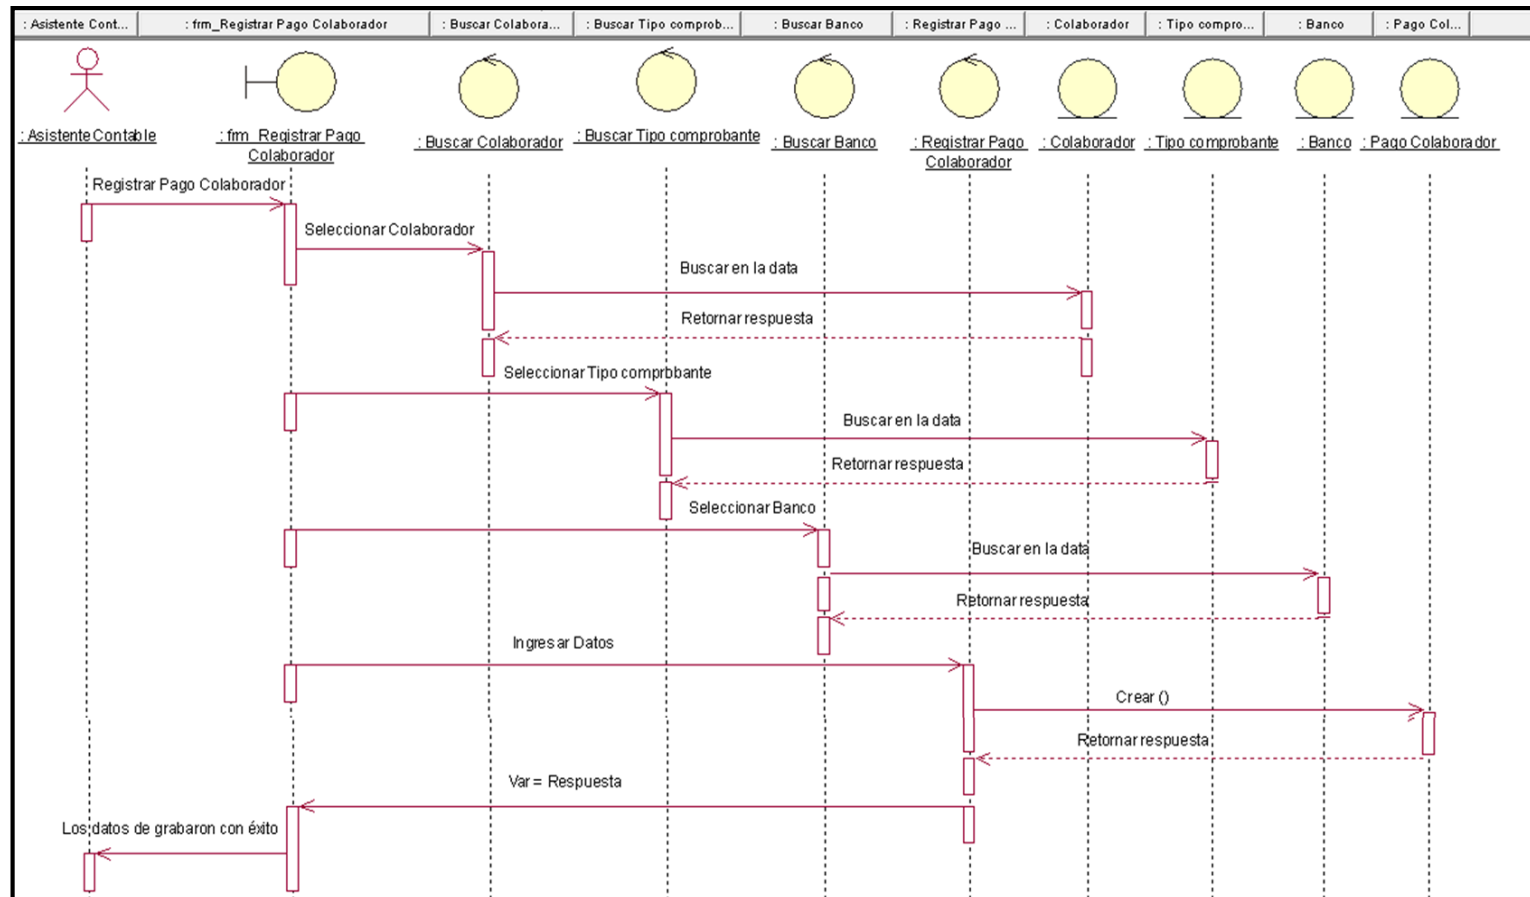 : Asistente Cont...
: frm_Registrar Pago Colaborador
: Buscar Colabora...
: Buscar Tipo comprob...
: Buscar Banco
: Registrar Pago ...
: Colaborador
: Tipo compro...
: Banco
: Pago Col...
: Asistente Contable
: frm_Registrar Pago
Colaborador
: Buscar Colaborador
: Buscar Tipo comprobante
: Buscar Banco
: Registrar Pago
Colaborador
: Colaborador
: Tipo comprobante
: Banco
: Pago Colaborador
Registrar Pago Colaborador
Seleccionar Colaborador
Buscar en la data
Retornar respuesta
Seleccionar Tipo comprobante
Buscar en la data
Retornar respuesta
Seleccionar Banco
Buscar en la data
Retornar respuesta
Ingresar Datos
Crear ()
Retornar respuesta
Var = Respuesta
Los datos de grabaron con éxito